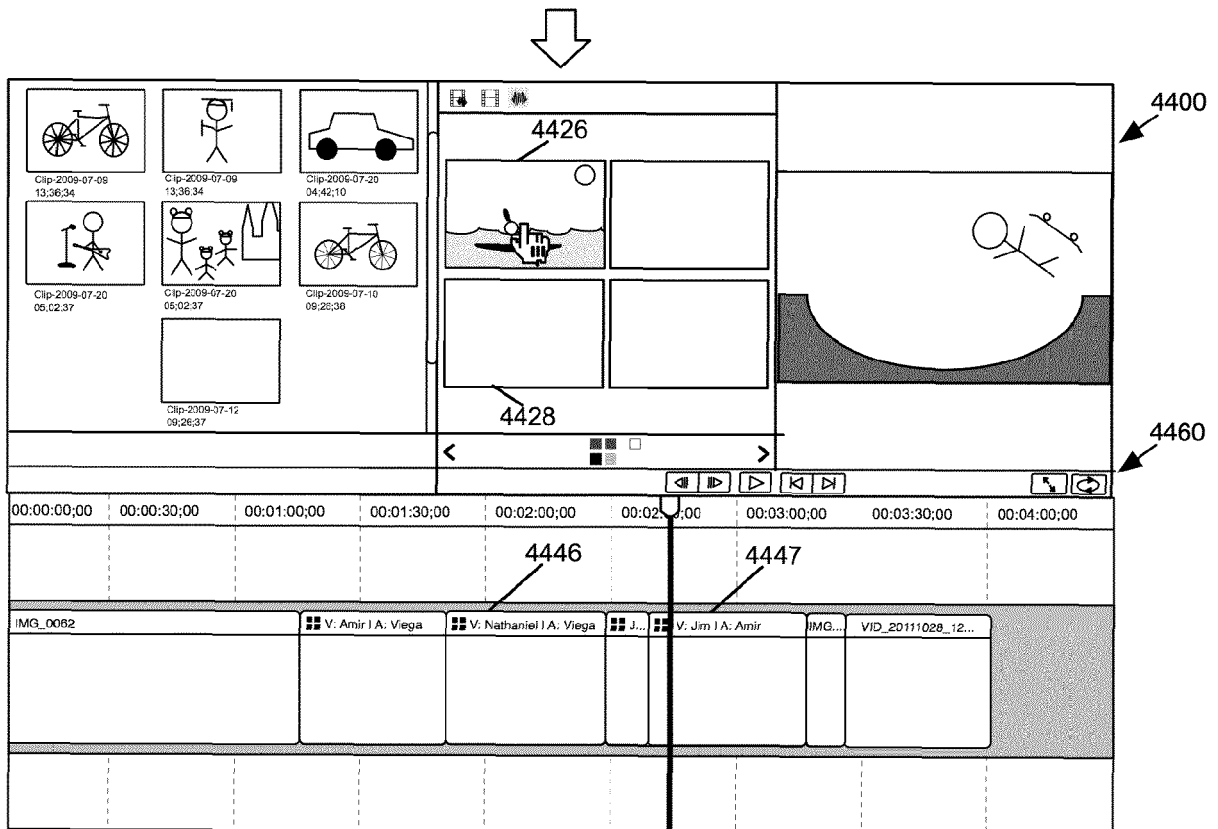 4400
4426
Clip-2009-07-09
13;36;34
Clip-2009-07-09
13;36;34
Clip-2009-07-20
04;42;10
Clip-2009-07-20
05;02;37
Clip-2009-07-20
05;02;37
Clip-2009-07-10
09;26;38
Clip-2009-07-12
09;26;37
4428
4460
00:00:00;00 00:00:30;00 00:01:00;00 00:01:30;00 00:02:00;00 00:02: ;00 00:03:00;00 00:03:30;00 00:04:00;00
4446
4447
IMG_0062 V: Amir | A: Viega V: Nathaniel | A: Viega J... V: Jim | A: Amir IMG... VID_20111028_12...